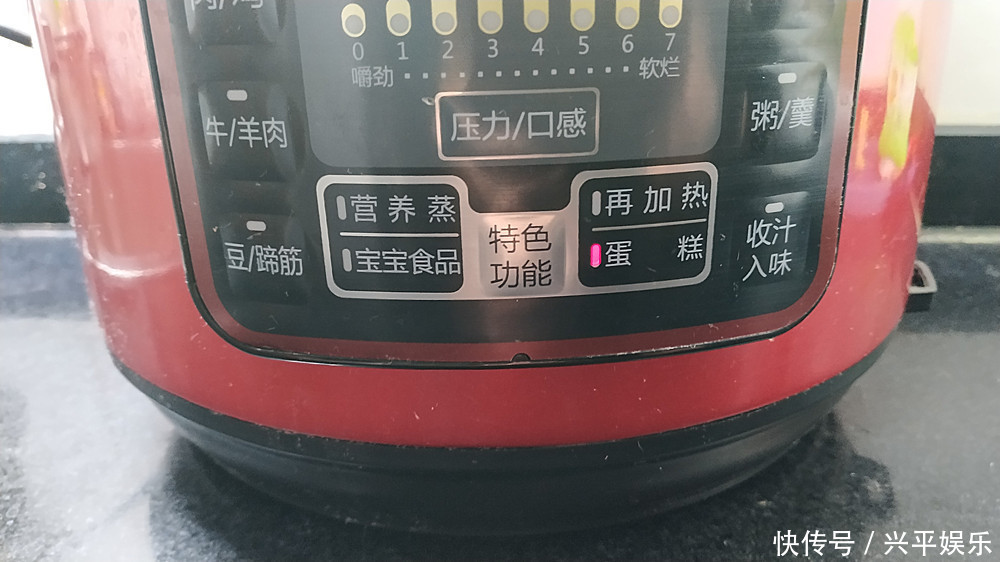 0 1 2 3 4 5 6 7
嚼劲 软烂
压力/口感
牛/羊肉
粥/羹
营养蒸
再加热
特色
功能
宝宝食品
蛋糕
豆/蹄筋
收汁
入味
快传号 / 兴平娱乐